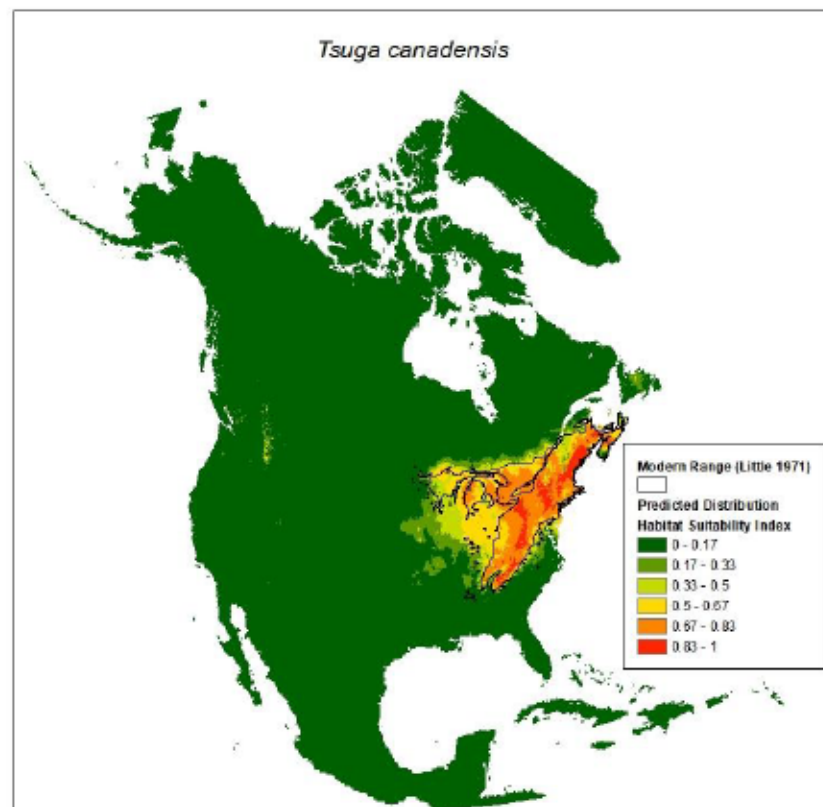 Tsuga canadensis
Modern Range (Little 1971)
Predicted Distribution
Habitat Suitability Index
0 - 0.17
0.17 - 0.33
0.33 - 0.5
0.5 - 0.67
0.67 - 0.83
0.83 - 1